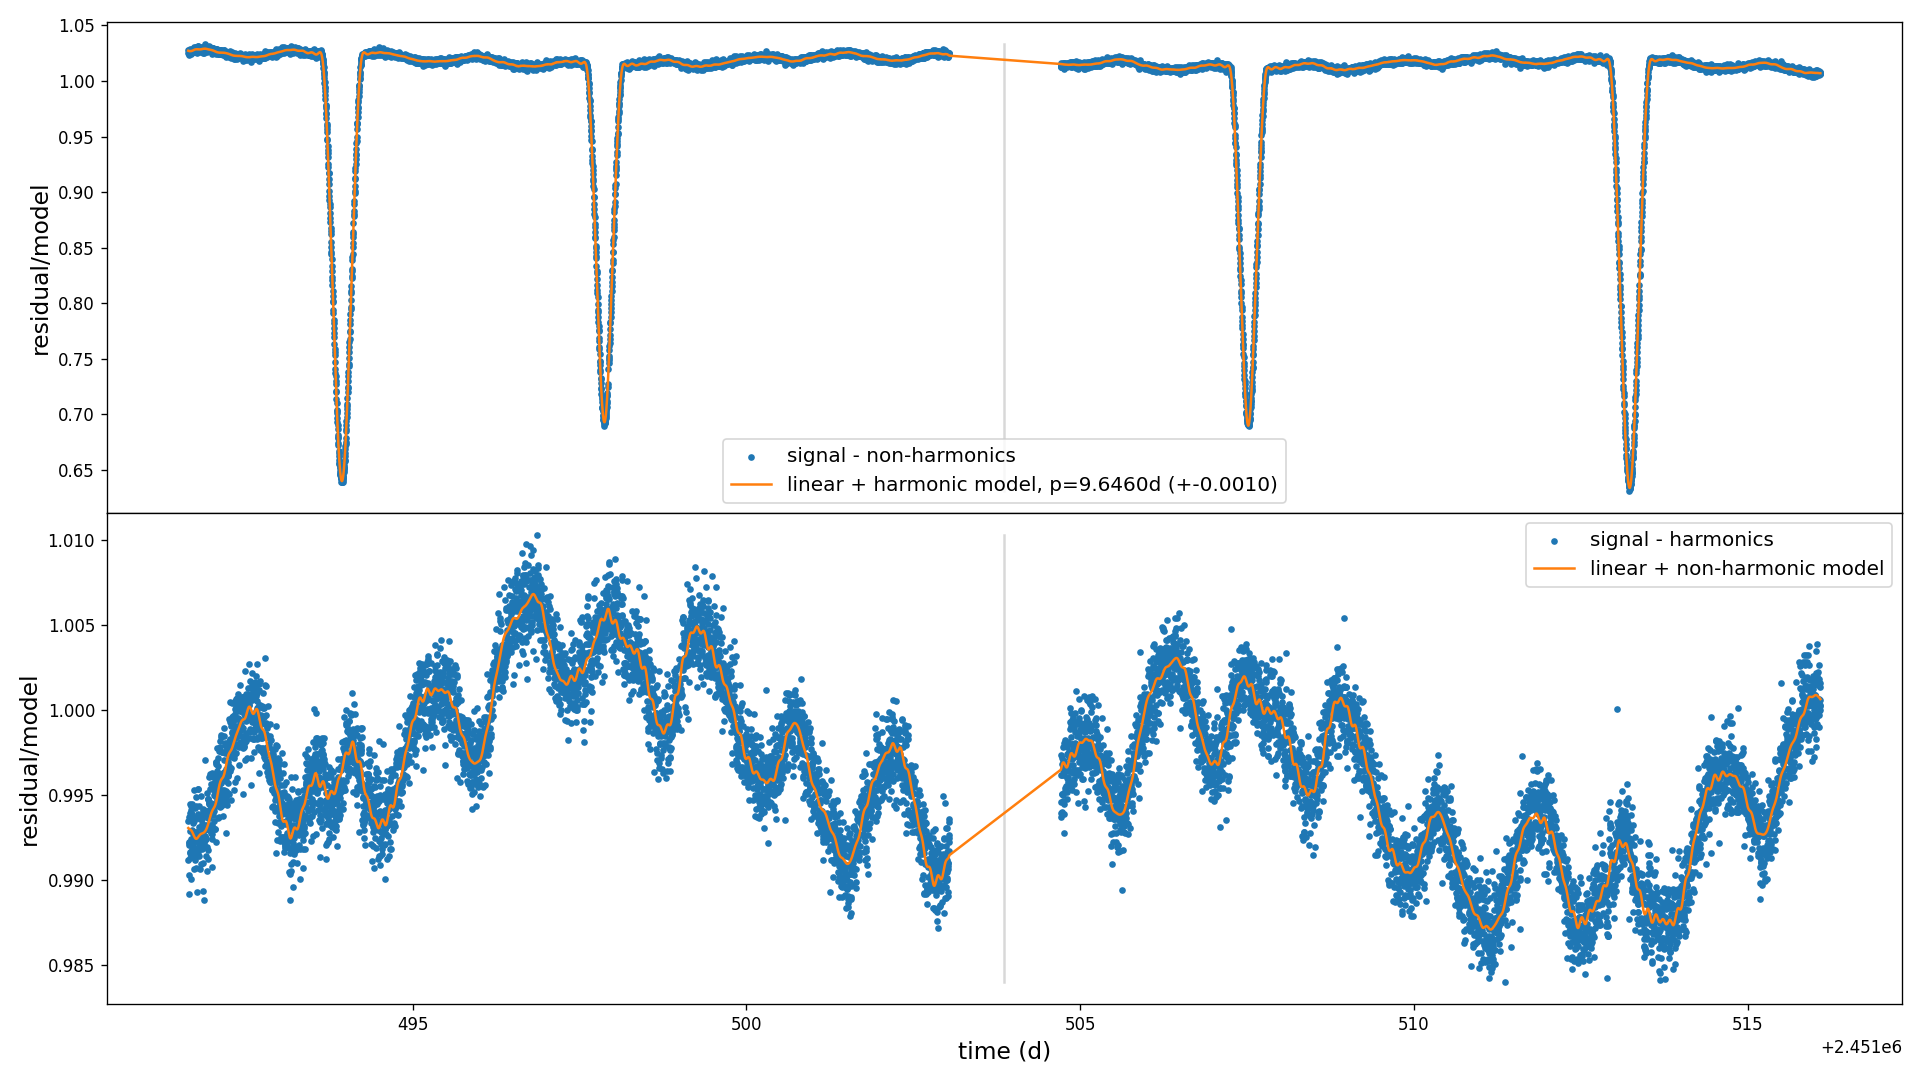 1.05
1.00
0.95
0.90
0.85
0.80
0.75
0.70
0.65
residual/model
signal - non-harmonics
linear + harmonic model, p=9.6460d (+-0.0010)
1.010
1.005
1.000
0.995
0.990
0.985
residual/model
signal - harmonics
linear + non-harmonic model
495
500
505
510
515
time (d)
+2.451e6